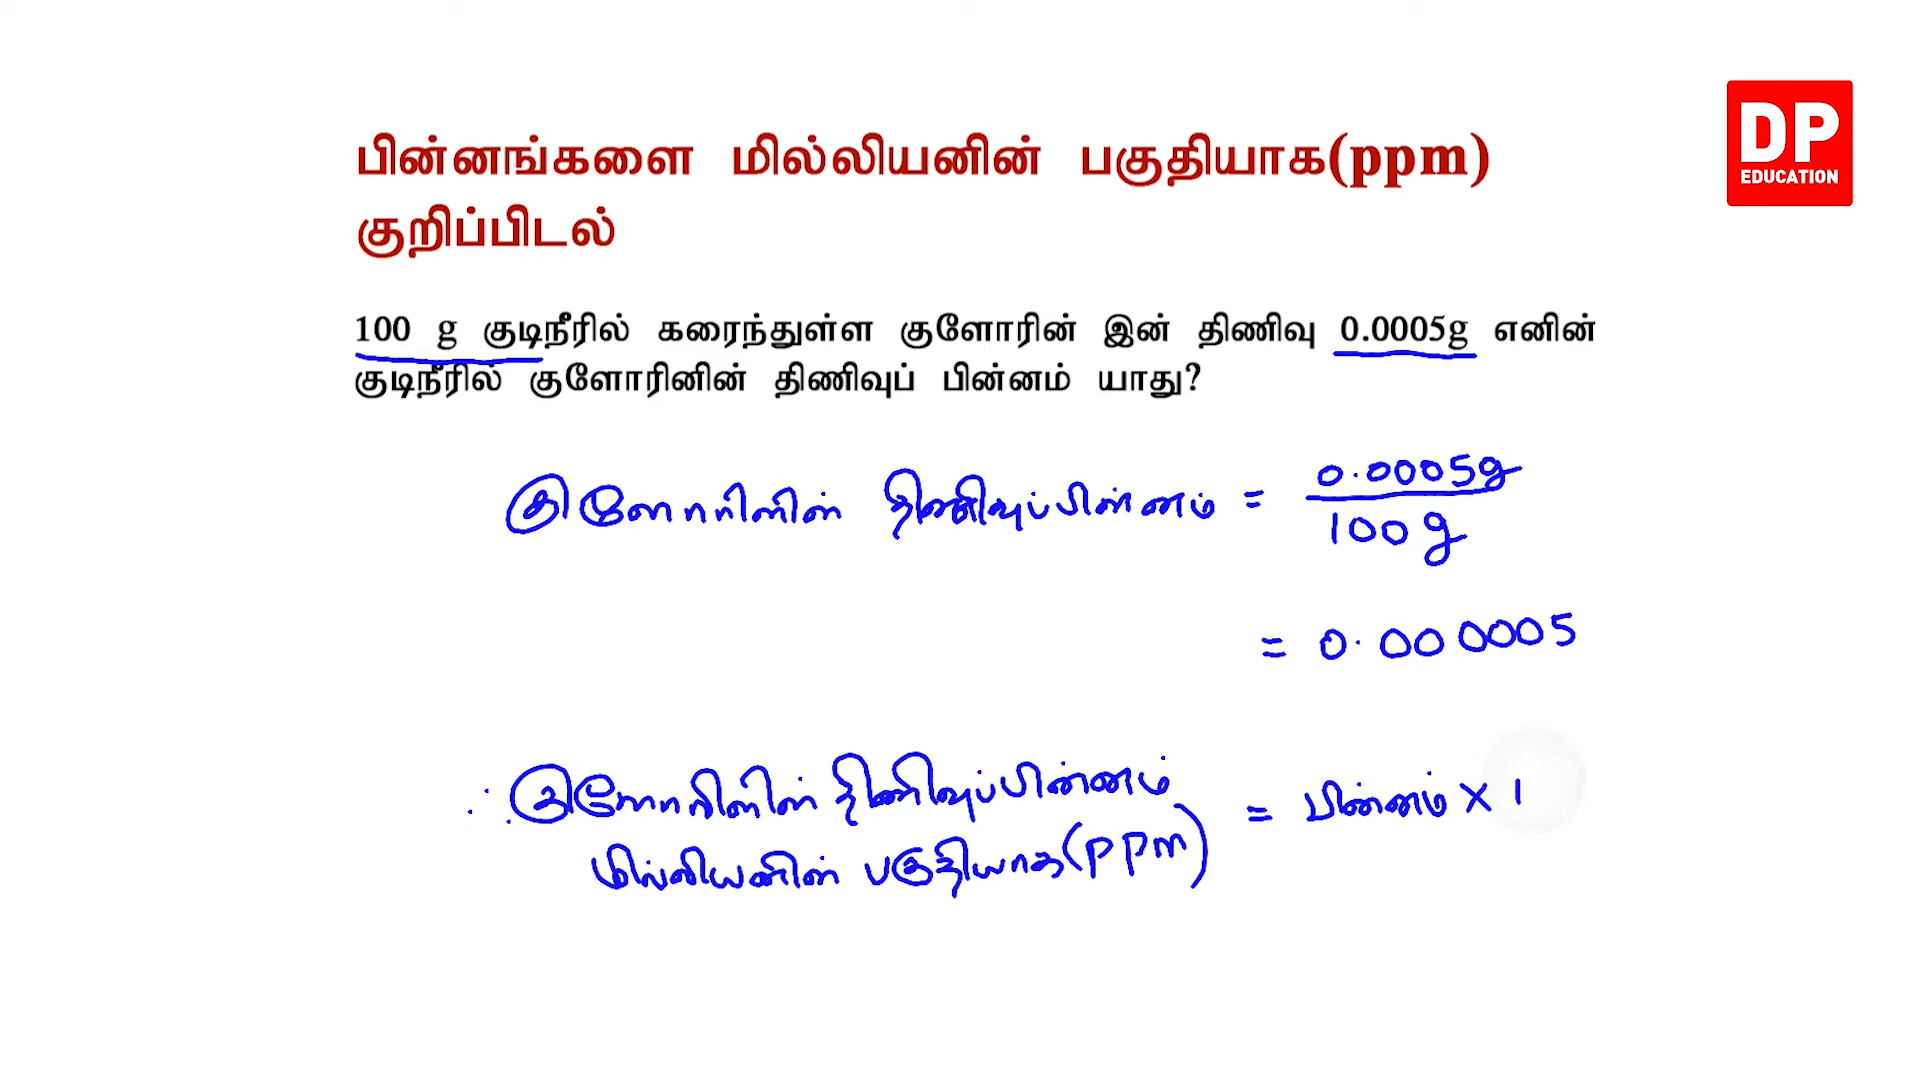 DP
EDUCATION
பின்னங்களை மில்லியனின் பகுதியாக(ppm)
குறிப்பிடல்
100 g குடிநீரில் கரைந்துள்ள குளோரின் இன் திணிவு 0.0005g எனின்
குடிநீரில் குளோரினின் திணிவுப் பின்னம் யாது?
குளோரினின் திணிவுப்பின்னம் = 0.0005g
100 g
= 0.000005
∴ குளோரினின் திணிவுப்பின்னம் = பின்னம் × 1
மில்லியனின் பகுதியாக(ppm)